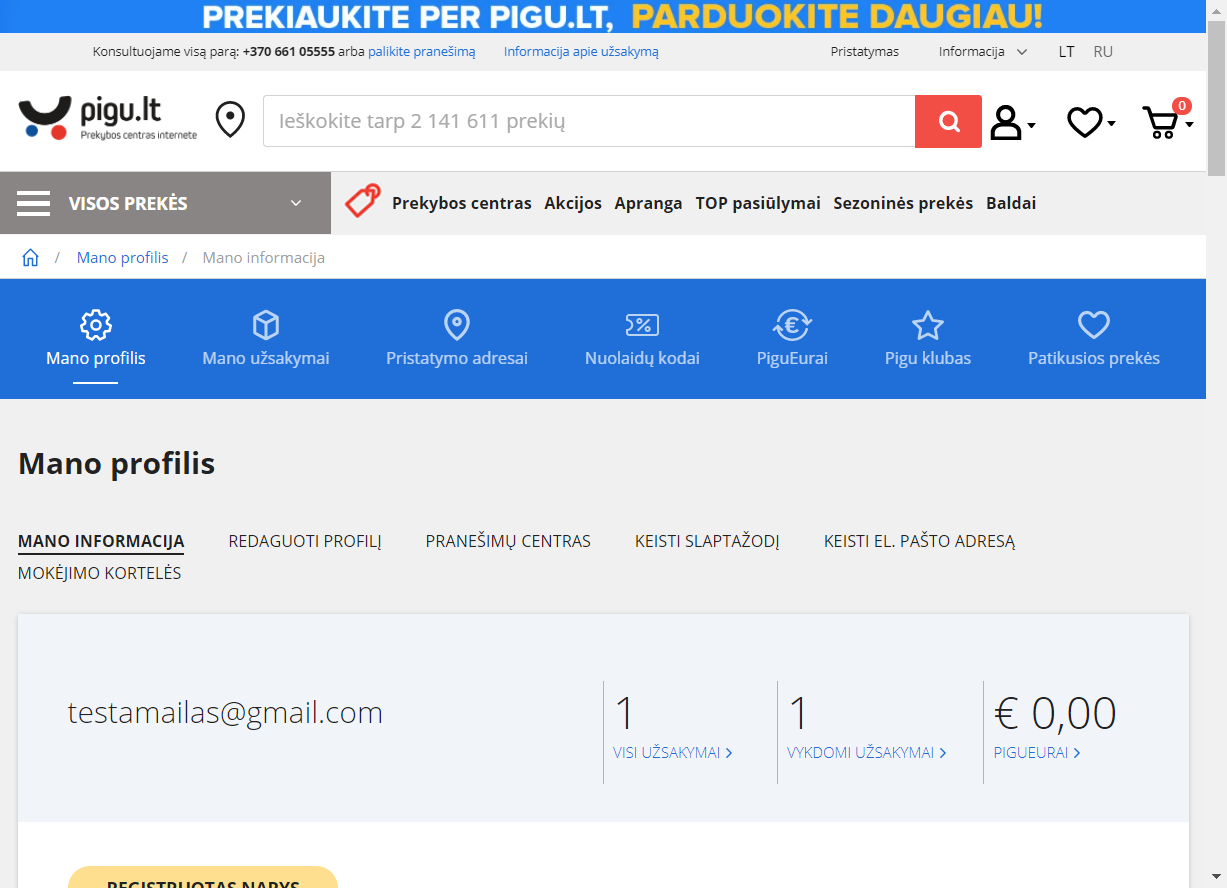 PREKIAUKITE PER PIGU.LT, PARDUOKITE DAUGIAU!
Konsultuojame visą parą: +370 661 05555 arba palikite pranešimą Informacija apie užsakymą Pristatymas Informacija LT RU
pigu.lt
Prekybos centras internete
Ieškokite tarp 2 141 611 prekių
0
VISOS PREKĖS Prekybos centras Akcijos Apranga TOP pasiūlymai Sezoninės prekės Baldai
/ Mano profilis / Mano informacija
Mano profilis Mano užsakymai Pristatymo adresai Nuolaidų kodai PiguEurai Pigu klubas Patikusios prekės
Mano profilis
MANO INFORMACIJA REDAGUOTI PROFILĮ PRANEŠIMŲ CENTRAS KEISTI SLAPTAŽODĮ KEISTI EL. PAŠTO ADRESĄ
MOKĖJIMO KORTELĖS
testamailas@gmail.com 1 1 € 0,00
VISI UŽSAKYMAI VYKDOMI UŽSAKYMAI PIGUEURAI
REGISTRUOTAS NARYS